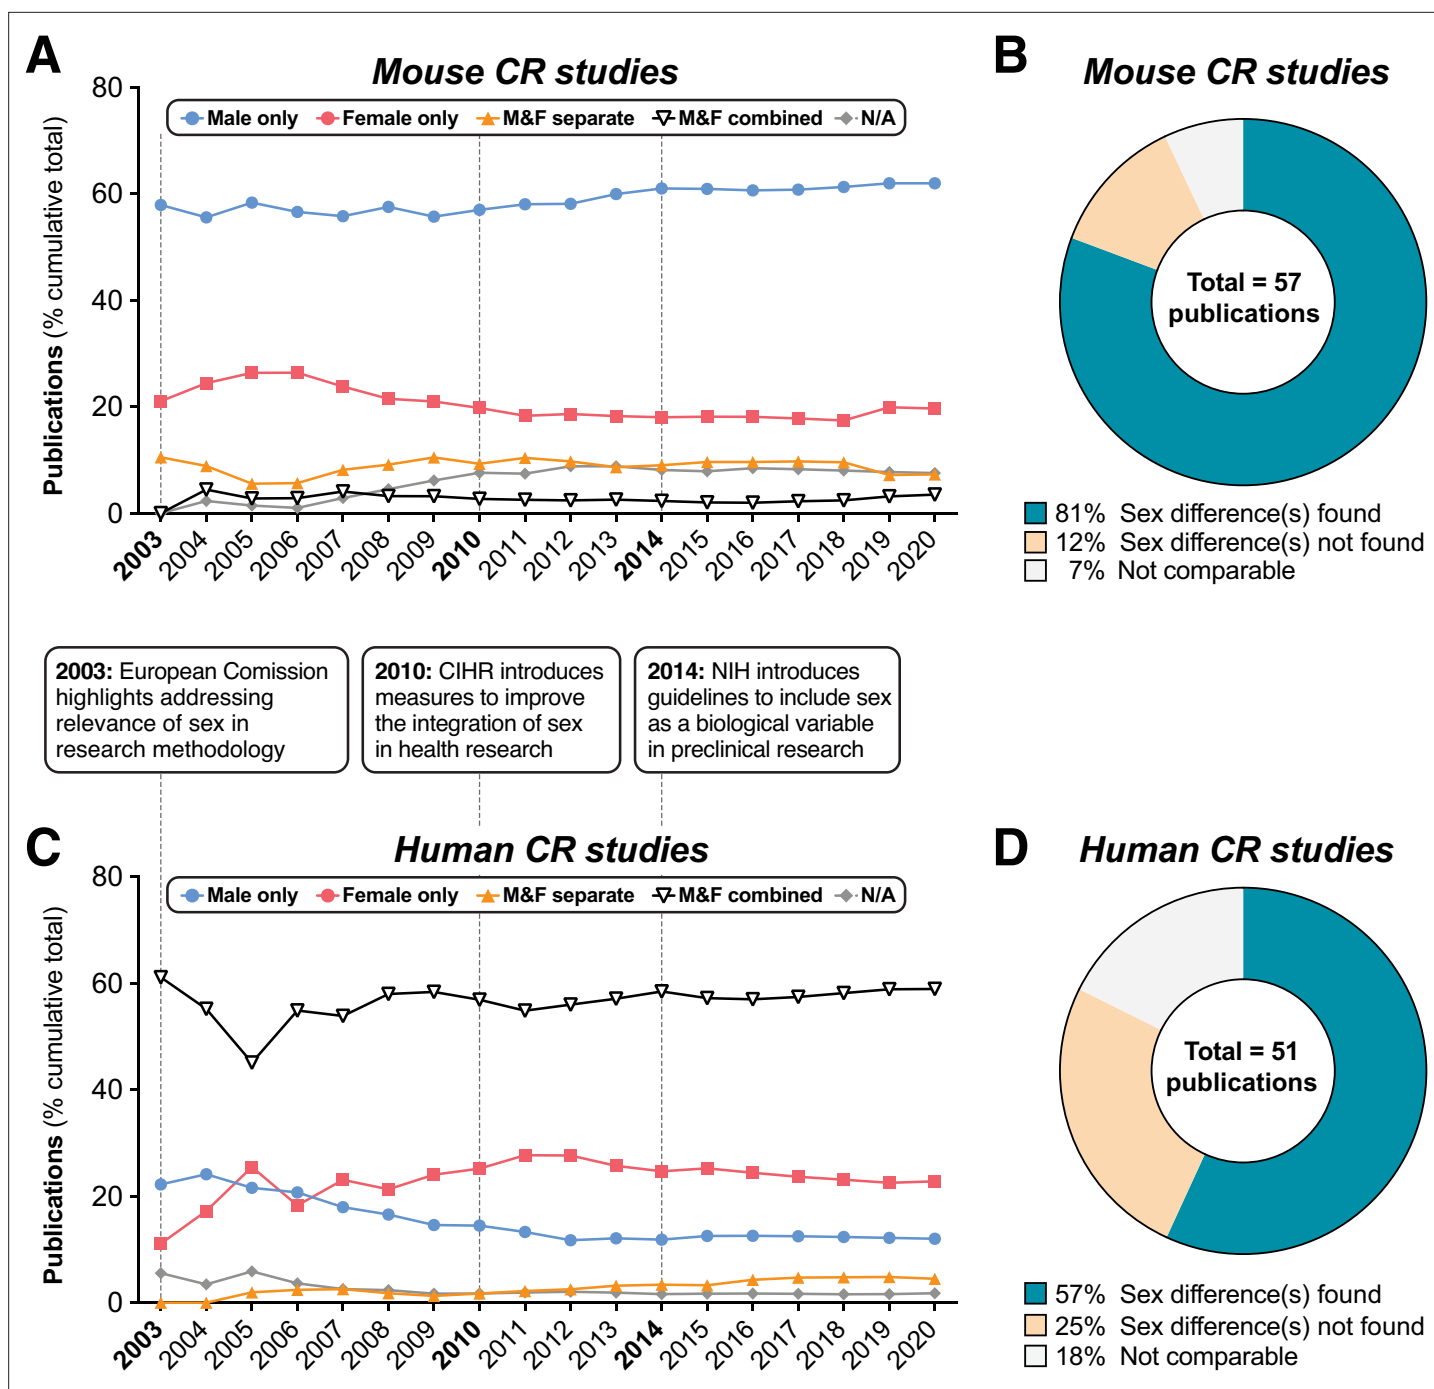 A
Mouse CR studies
Male only
Female only
M&F separate
M&F combined
N/A
Publications (% cumulative total)
80
60
40
20
0
2003
2004
2005
2006
2007
2008
2009
2010
2011
2012
2013
2014
2015
2016
2017
2018
2019
2020
B
Mouse CR studies
Total = 57
publications
81% Sex difference(s) found
12% Sex difference(s) not found
7% Not comparable
2003: European Comission
highlights addressing
relevance of sex in
research methodology
2010: CIHR introduces
measures to improve
the integration of sex
in health research
2014: NIH introduces
guidelines to include sex
as a biological variable
in preclinical research
C
Human CR studies
Male only
Female only
M&F separate
M&F combined
N/A
Publications (% cumulative total)
80
60
40
20
0
2003
2004
2005
2006
2007
2008
2009
2010
2011
2012
2013
2014
2015
2016
2017
2018
2019
2020
D
Human CR studies
Total = 51
publications
57% Sex difference(s) found
25% Sex difference(s) not found
18% Not comparable